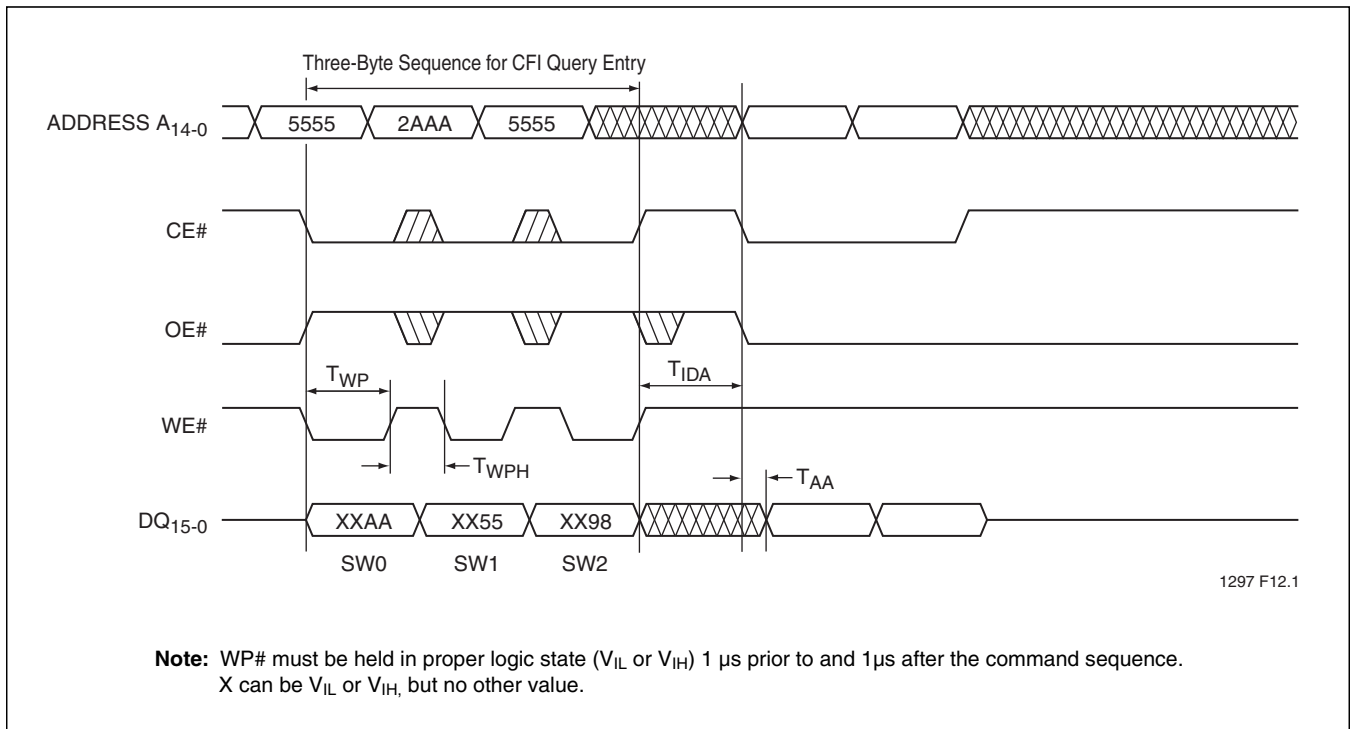 Three-Byte Sequence for CFI Query Entry
ADDRESS A14-0
5555 2AAA 5555
CE#
OE#
TWP TIDA
WE#
TWPH
TAA
DQ15-0
XXAA XX55 XX98
SW0 SW1 SW2
1297 F12.1
Note: WP# must be held in proper logic state (VIL or VIH) 1 µs prior to and 1µs after the command sequence.
X can be VIL or VIH, but no other value.